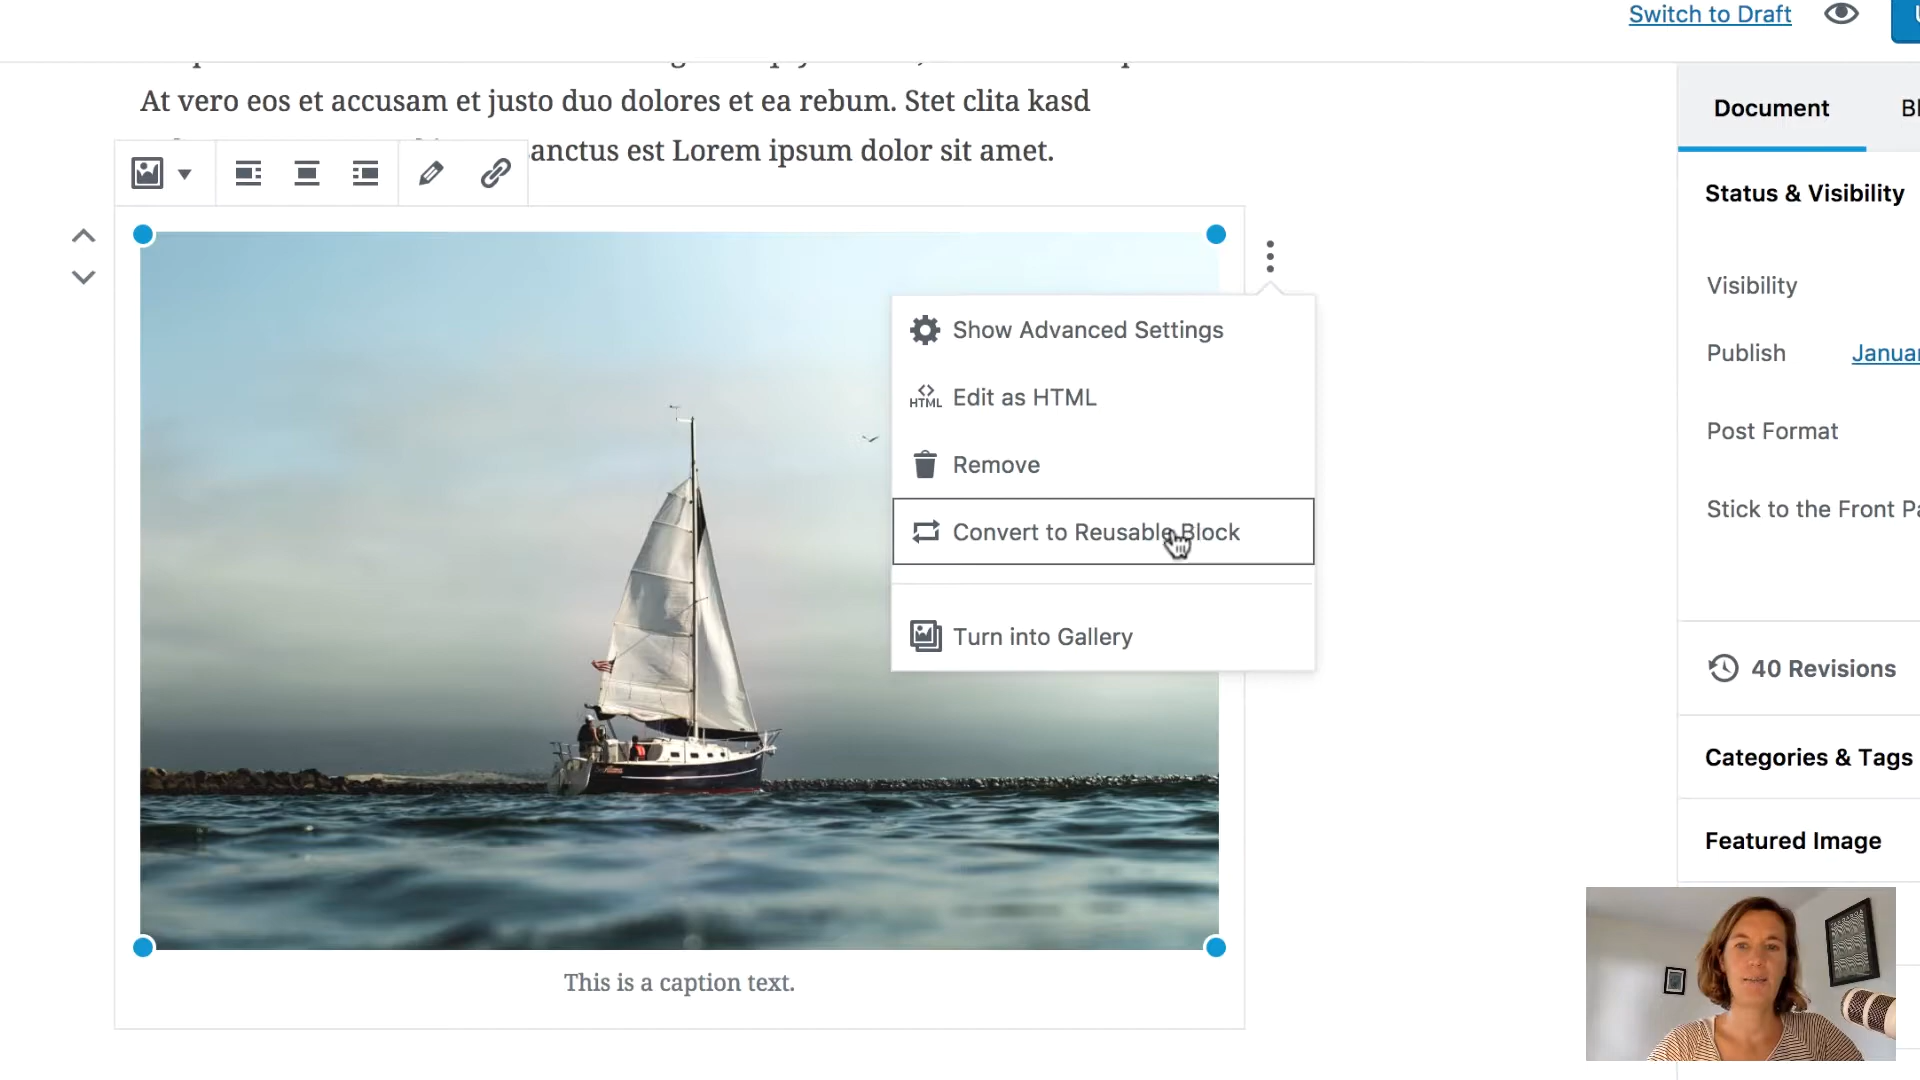 Switch to Draft
At vero eos et accusam et justo duo dolores et ea rebum. Stet clita kasd
anctus est Lorem ipsum dolor sit amet.
Document
Status & Visibility
Visibility
Publish
Januar
Post Format
Stick to the Front Pa
Show Advanced Settings
HTML Edit as HTML
Remove
Convert to Reusable Block
Turn into Gallery
40 Revisions
Categories & Tags
Featured Image
This is a caption text.